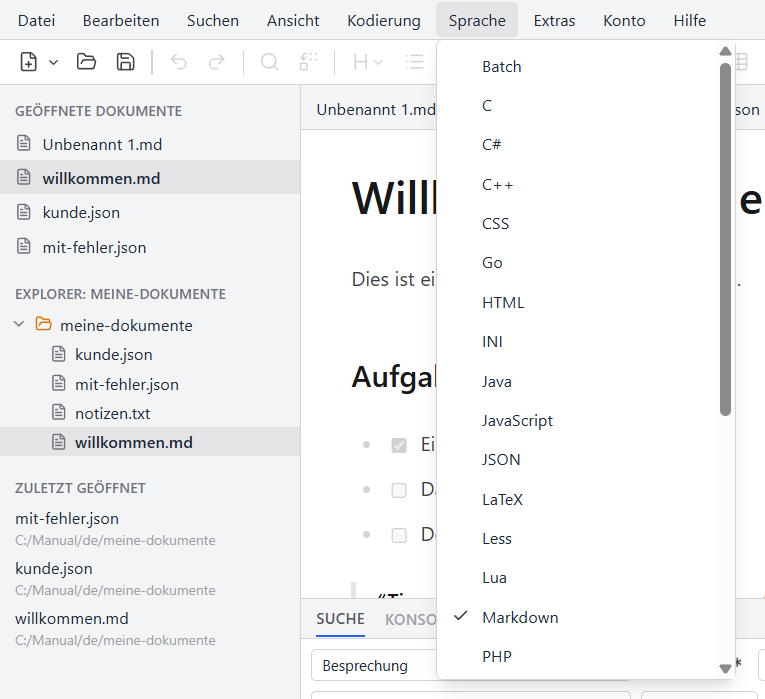 Datei Bearbeiten Suchen Ansicht Kodierung Sprache Extras Konto Hilfe
H
GEÖFFNETE DOKUMENTE
Unbenannt 1.md
willkommen.md
kunde.json
mit-fehler.json
EXPLORER: MEINE-DOKUMENTE
meine-dokumente
kunde.json
mit-fehler.json
notizen.txt
willkommen.md
ZULETZT GEÖFFNET
mit-fehler.json
C:/Manual/de/meine-dokumente
kunde.json
C:/Manual/de/meine-dokumente
willkommen.md
C:/Manual/de/meine-dokumente
Unbenannt 1.md
Dies ist ei
SUCHE KONSO
Besprechung
Batch
C
C#
C++
CSS
Go
HTML
INI
Java
JavaScript
JSON
LaTeX
Less
Lua
Markdown
PHP